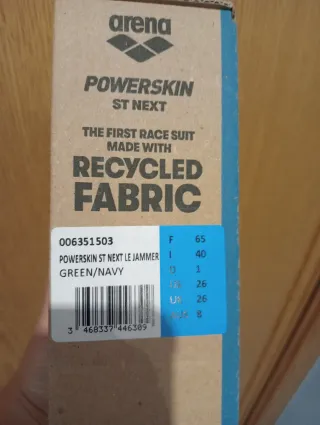 arena
POWERSKIN
ST NEXT
THE FIRST RACE SUIT
MADE WITH
RECYCLED
FABRIC
006351503
POWERSKIN ST NEXT LE JAMMER
GREEN/NAVY
F 65
I 40
D 1
26
UK 26
8
3 468337 446309